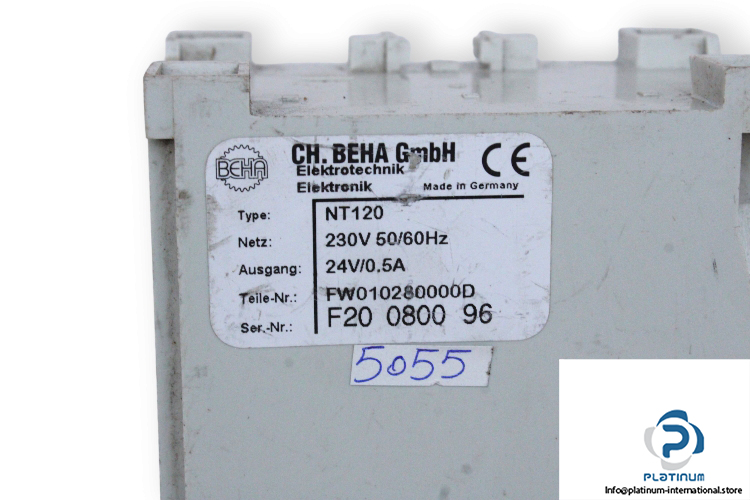 BEHA
CH. BEHA GmbH
Elektrotechnik
Elektronik
CE
Made in Germany
Type: NT120
Netz: 230V 50/60Hz
Ausgang: 24V/0.5A
Teile-Nr.: FW010280000D
Ser.-Nr.: F20 0800 96
5055
PLATINUM
Info@platinum-international.store